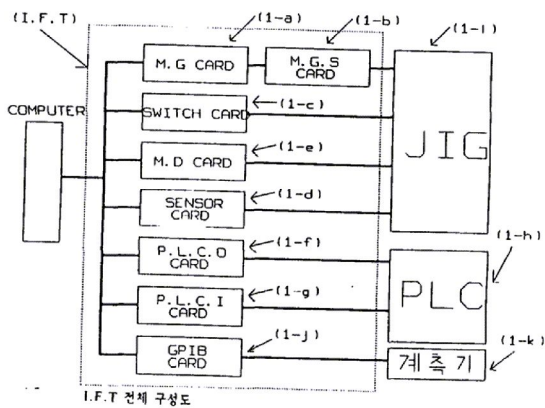 (I.F.T)
(1-a)
(1-b)
(1-l)
M.G CARD
M.G.S CARD
COMPUTER
(1-c)
SWITCH CARD
JIG
(1-e)
M.D CARD
(1-d)
SENSOR CARD
(1-f)
(1-h)
P.L.C.O CARD
PLC
(1-g)
P.L.C.I CARD
(1-j)
GPIB CARD
계측기
(1-k)
I.F.T 전체 구성도